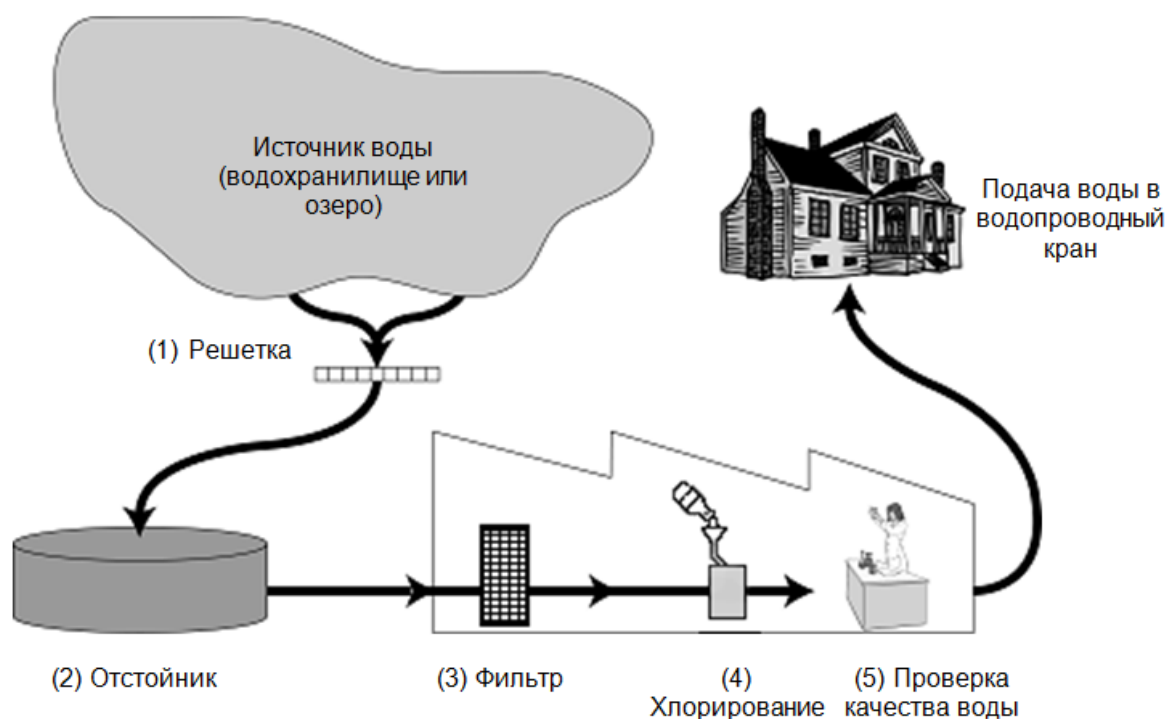 Источник воды
(водохранилище или
озеро)
Подача воды в
водопроводный
кран
(1) Решетка
(2) Отстойник
(3) Фильтр
(4)
Хлорирование
(5) Проверка
качества воды